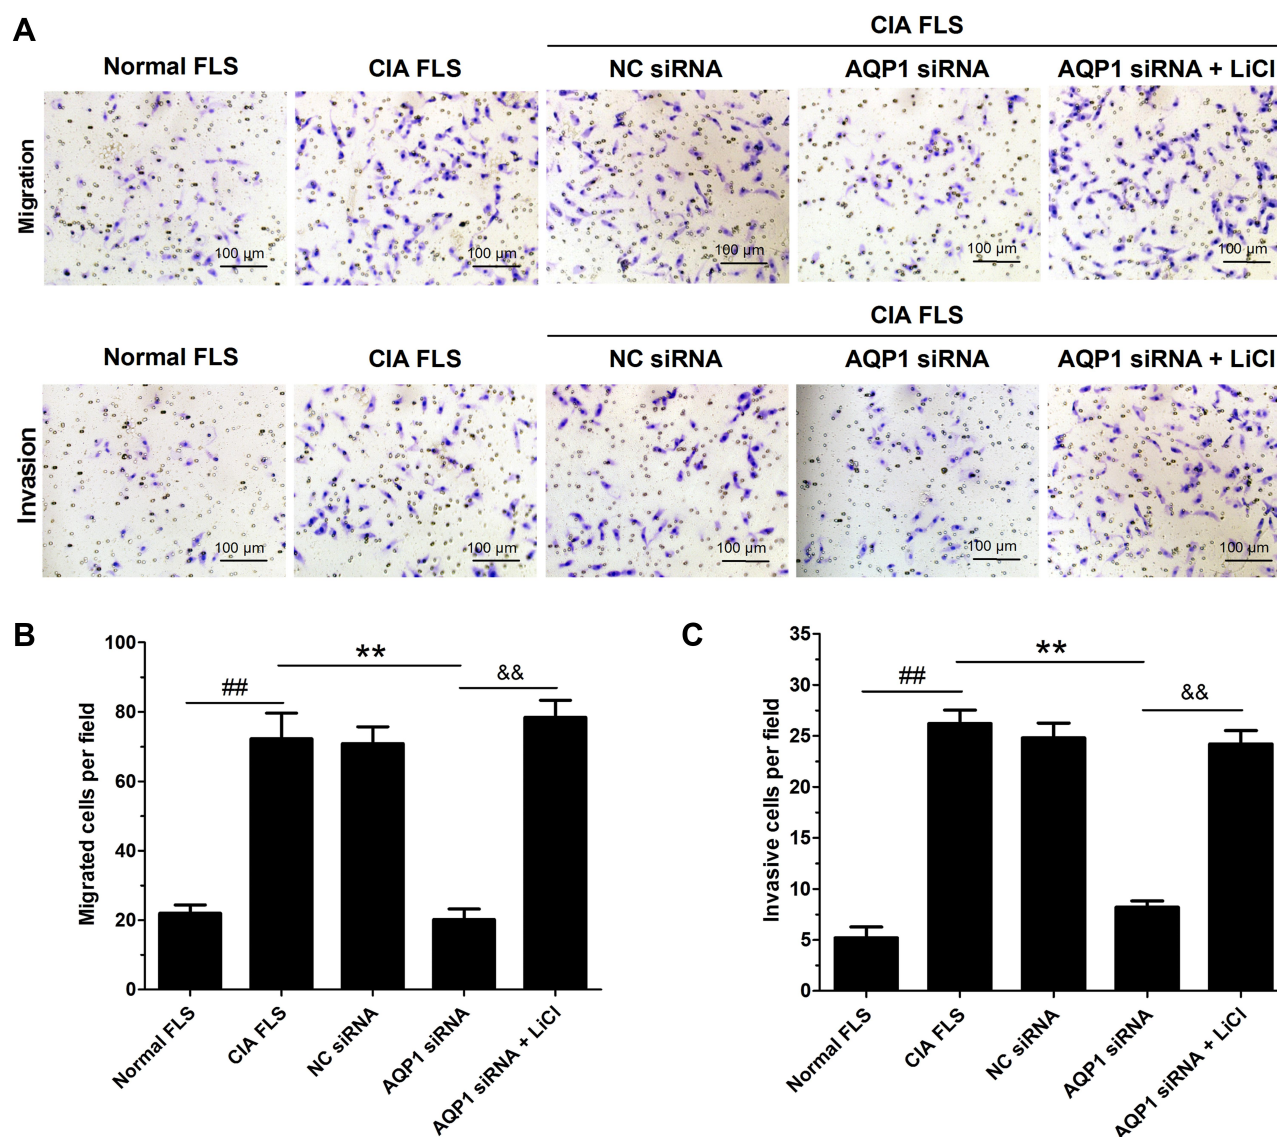 A
CIA FLS
Normal FLS
CIA FLS
NC siRNA
AQP1 siRNA
AQP1 siRNA + LiCl
Migration
100 μm
100 μm
100 μm
100 μm
100 μm
CIA FLS
Normal FLS
CIA FLS
NC siRNA
AQP1 siRNA
AQP1 siRNA + LiCl
Invasion
100 μm
100 μm
100 μm
100 μm
100 μm
B
Migrated cells per field
100
80
60
40
20
0
##
**
&&
Normal FLS
CIA FLS
NC siRNA
AQP1 siRNA
AQP1 siRNA + LiCl
C
Invasive cells per field
35
30
25
20
15
10
5
0
##
**
&&
Normal FLS
CIA FLS
NC siRNA
AQP1 siRNA
AQP1 siRNA + LiCl